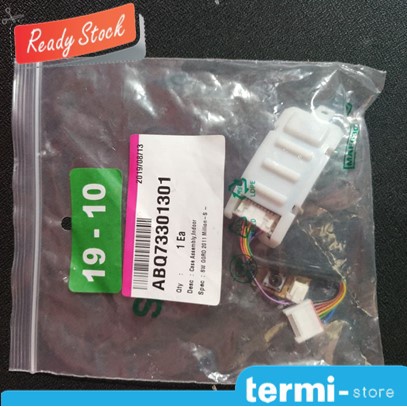 Ready Stock
19 - 10
2019/08/13
ABQ73301301
Qty : 1 Ea
Desc : Case Assembly,Indoor
termi-store